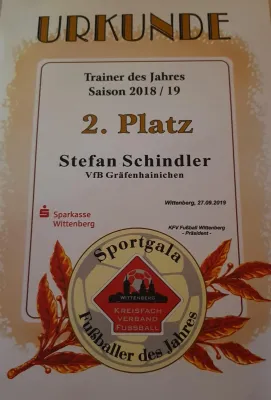 URKUNDE
Trainer des Jahres
Saison 2018 / 19
2. Platz
Stefan Schindler
VfB Gräfenhainichen
Wittenberg, 27.09.2019
Sparkasse
Wittenberg
KFV Fußball Wittenberg
- Präsident -
Sportgala
WITTENBERG
KREISFACH
VERBAND
FUSSBALL
Fußballer des Jahres